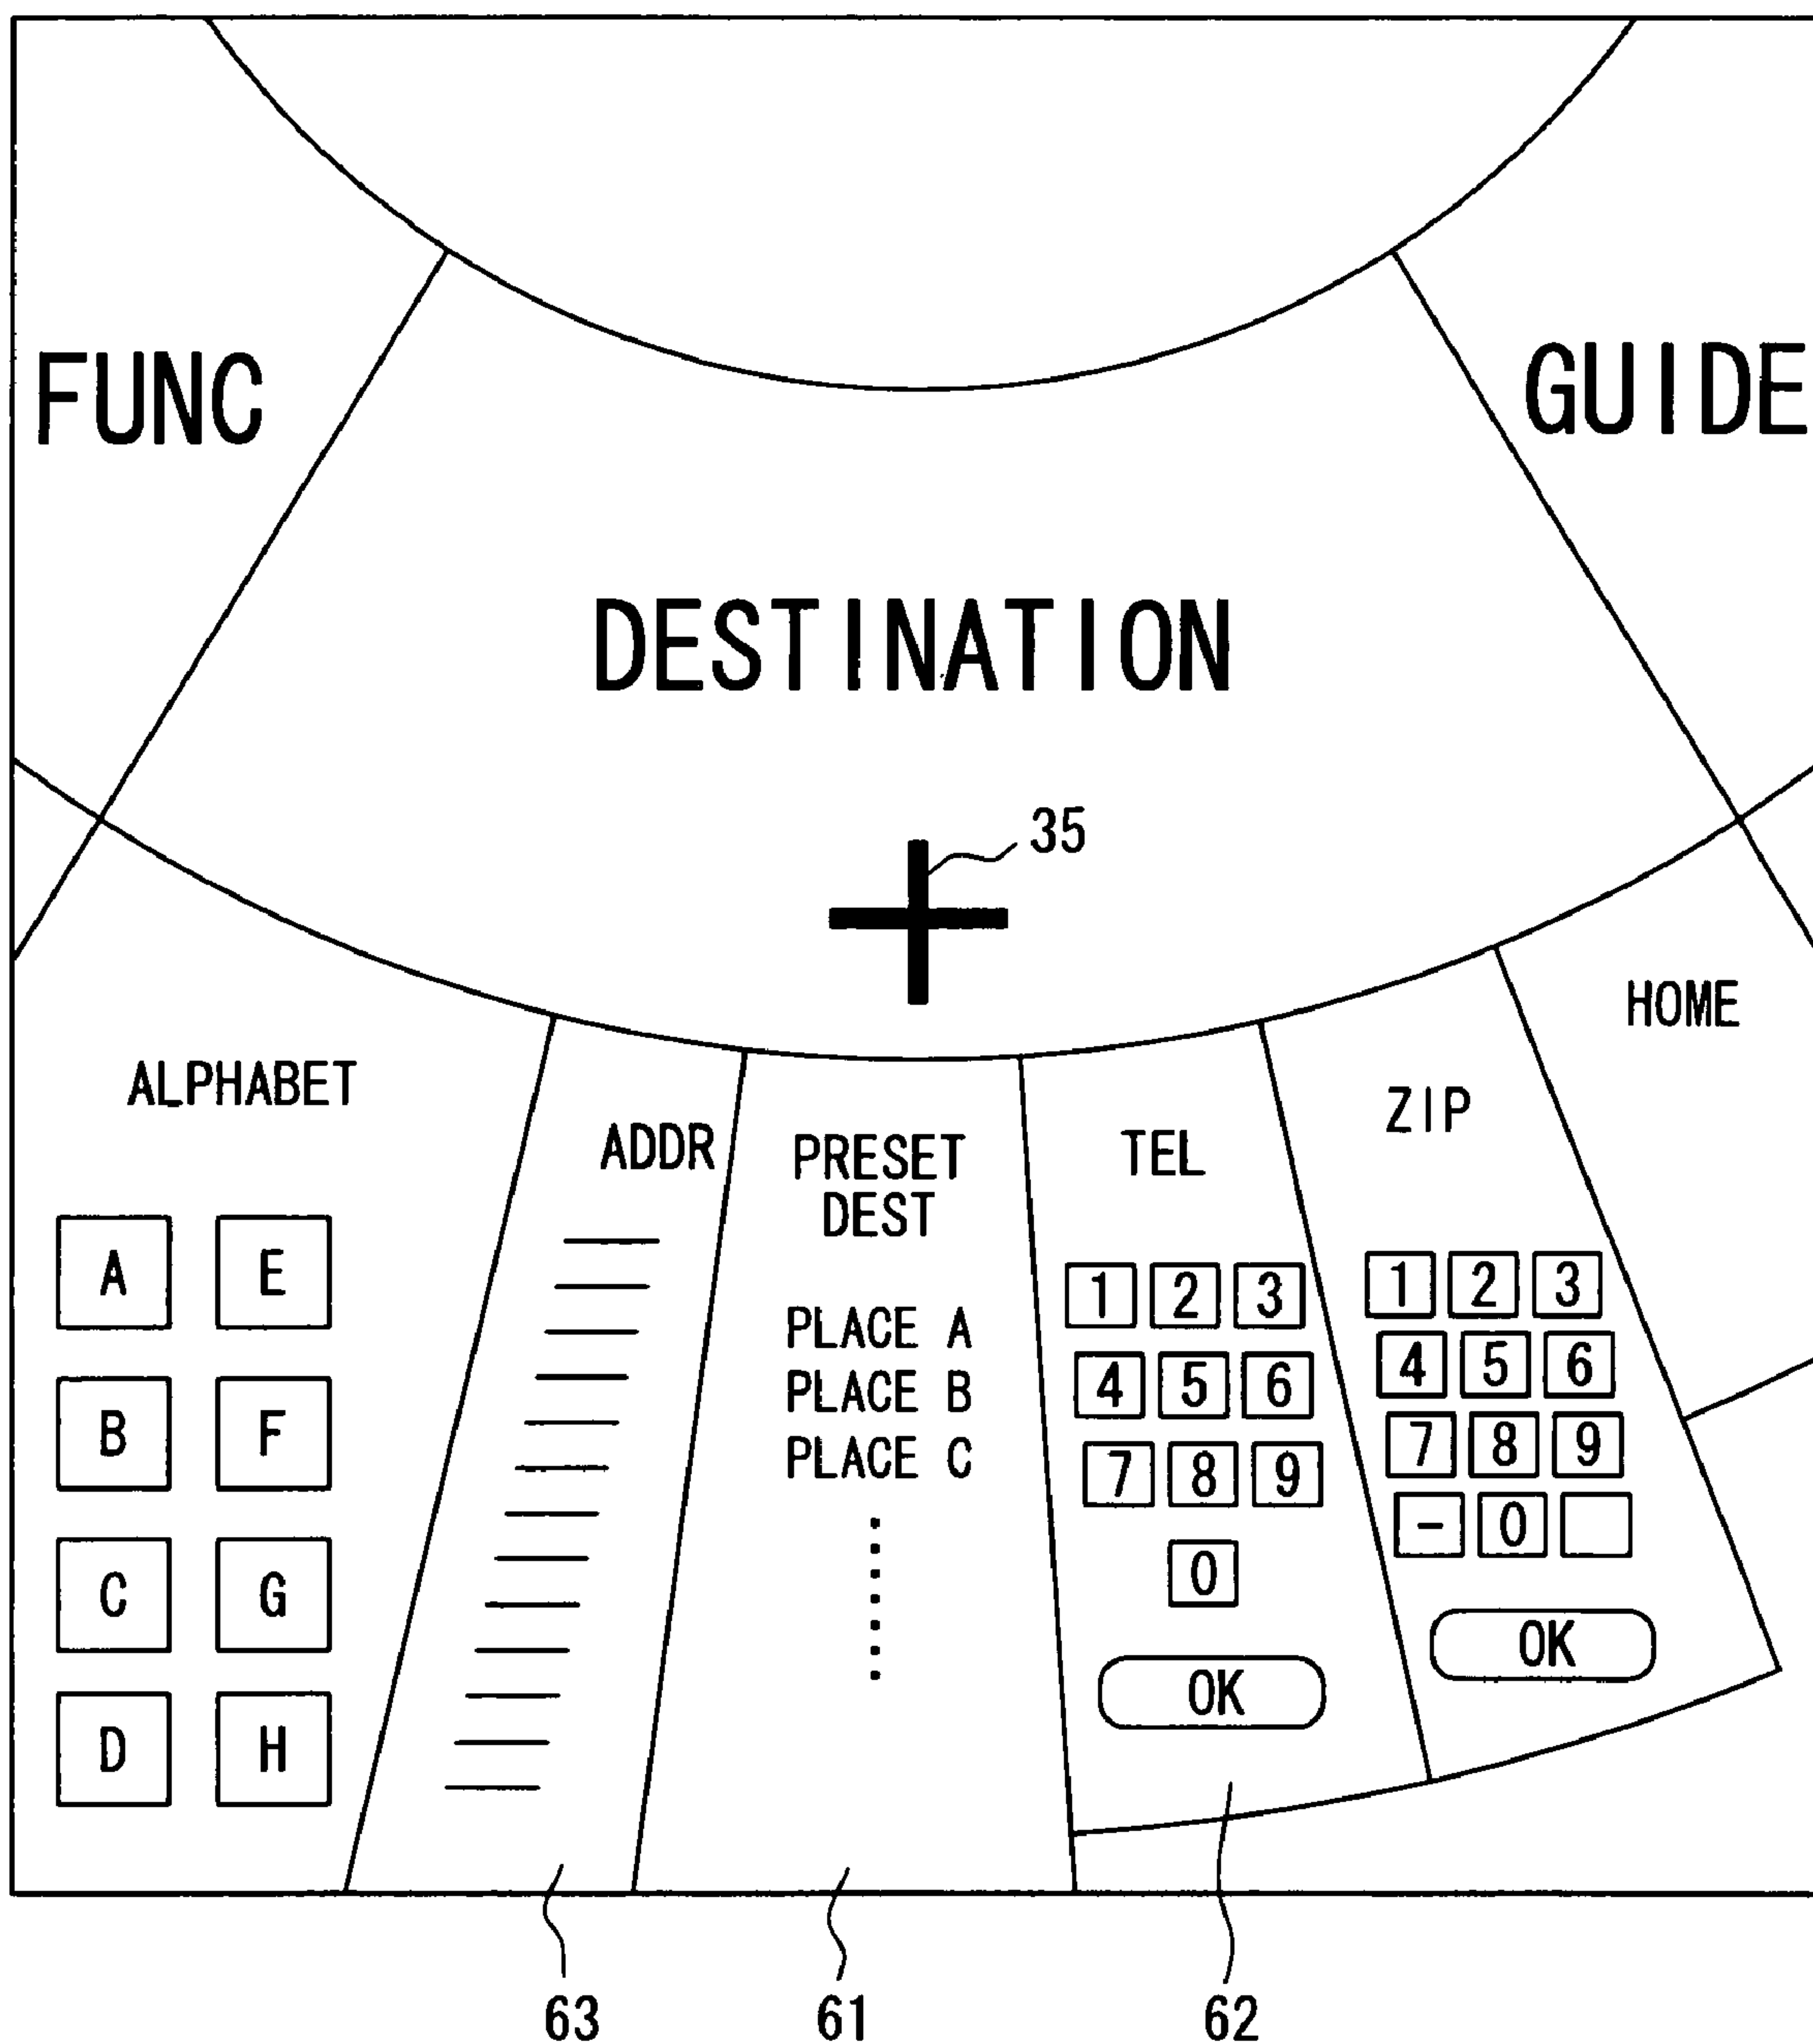 FUNC
GUIDE
DESTINATION
35
HOME
ALPHABET
A E
B F
C G
D H
ADDR
PRESET
DEST
PLACE A
PLACE B
PLACE C
TEL
1 2 3
4 5 6
7 8 9
0
OK
ZIP
1 2 3
4 5 6
7 8 9
- 0
OK
63
61
62